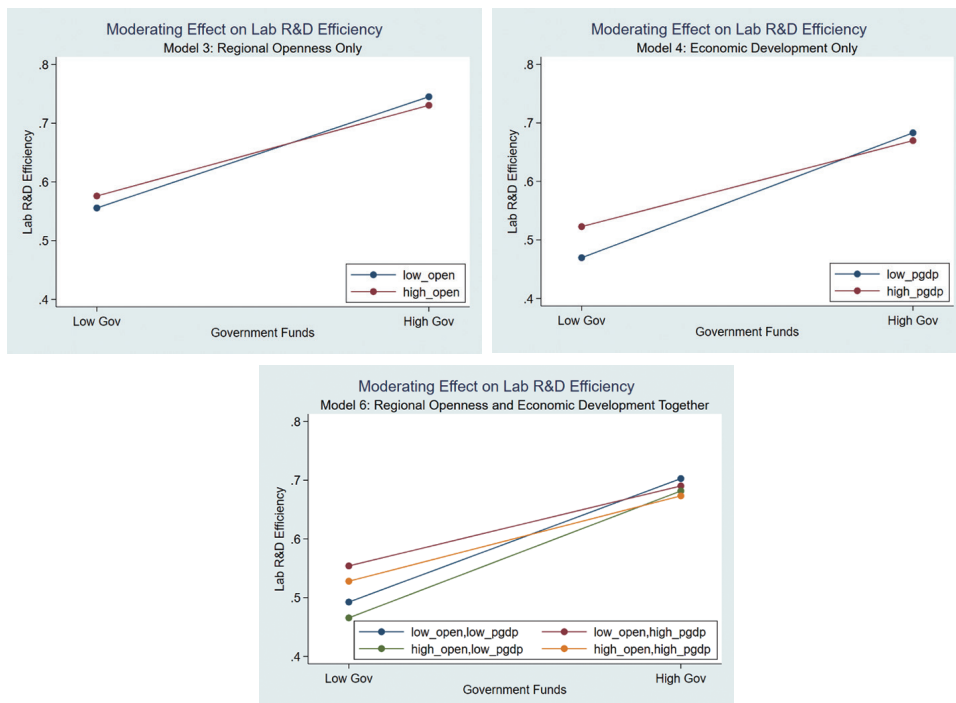 Moderating Effect on Lab R&D Efficiency
Model 3: Regional Openness Only
Lab R&D Efficiency
.8
.7
.6
.5
.4
low_open
high_open
Low Gov
High Gov
Government Funds
Moderating Effect on Lab R&D Efficiency
Model 4: Economic Development Only
Lab R&D Efficiency
.8
.7
.6
.5
.4
low_pgdp
high_pgdp
Low Gov
High Gov
Government Funds
Moderating Effect on Lab R&D Efficiency
Model 6: Regional Openness and Economic Development Together
Lab R&D Efficiency
.8
.7
.6
.5
.4
low_open,low_pgdp
low_open,high_pgdp
high_open,low_pgdp
high_open,high_pgdp
Low Gov
High Gov
Government Funds